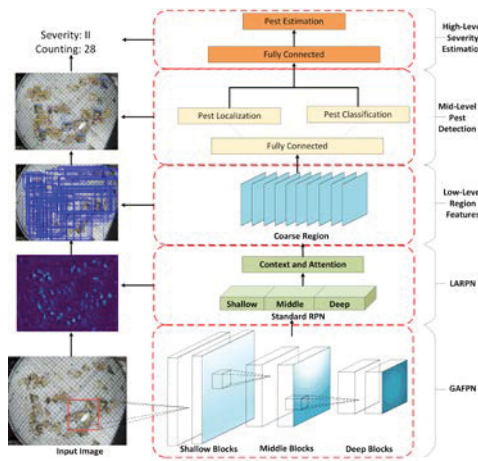 Pest Estimation
High-Level
Severity
Estimation
Severity: II
Counting: 28
Fully Connected
Pest Localization
Pest Classification
Mid-Level
Pest
Detection
Fully Connected
Low-Level
Region
Features
Coarse Region
Context and Attention
LARPN
Shallow
Middle
Deep
Standard RPN
GAFPN
Input Image
Shallow Blocks
Middle Blocks
Deep Blocks